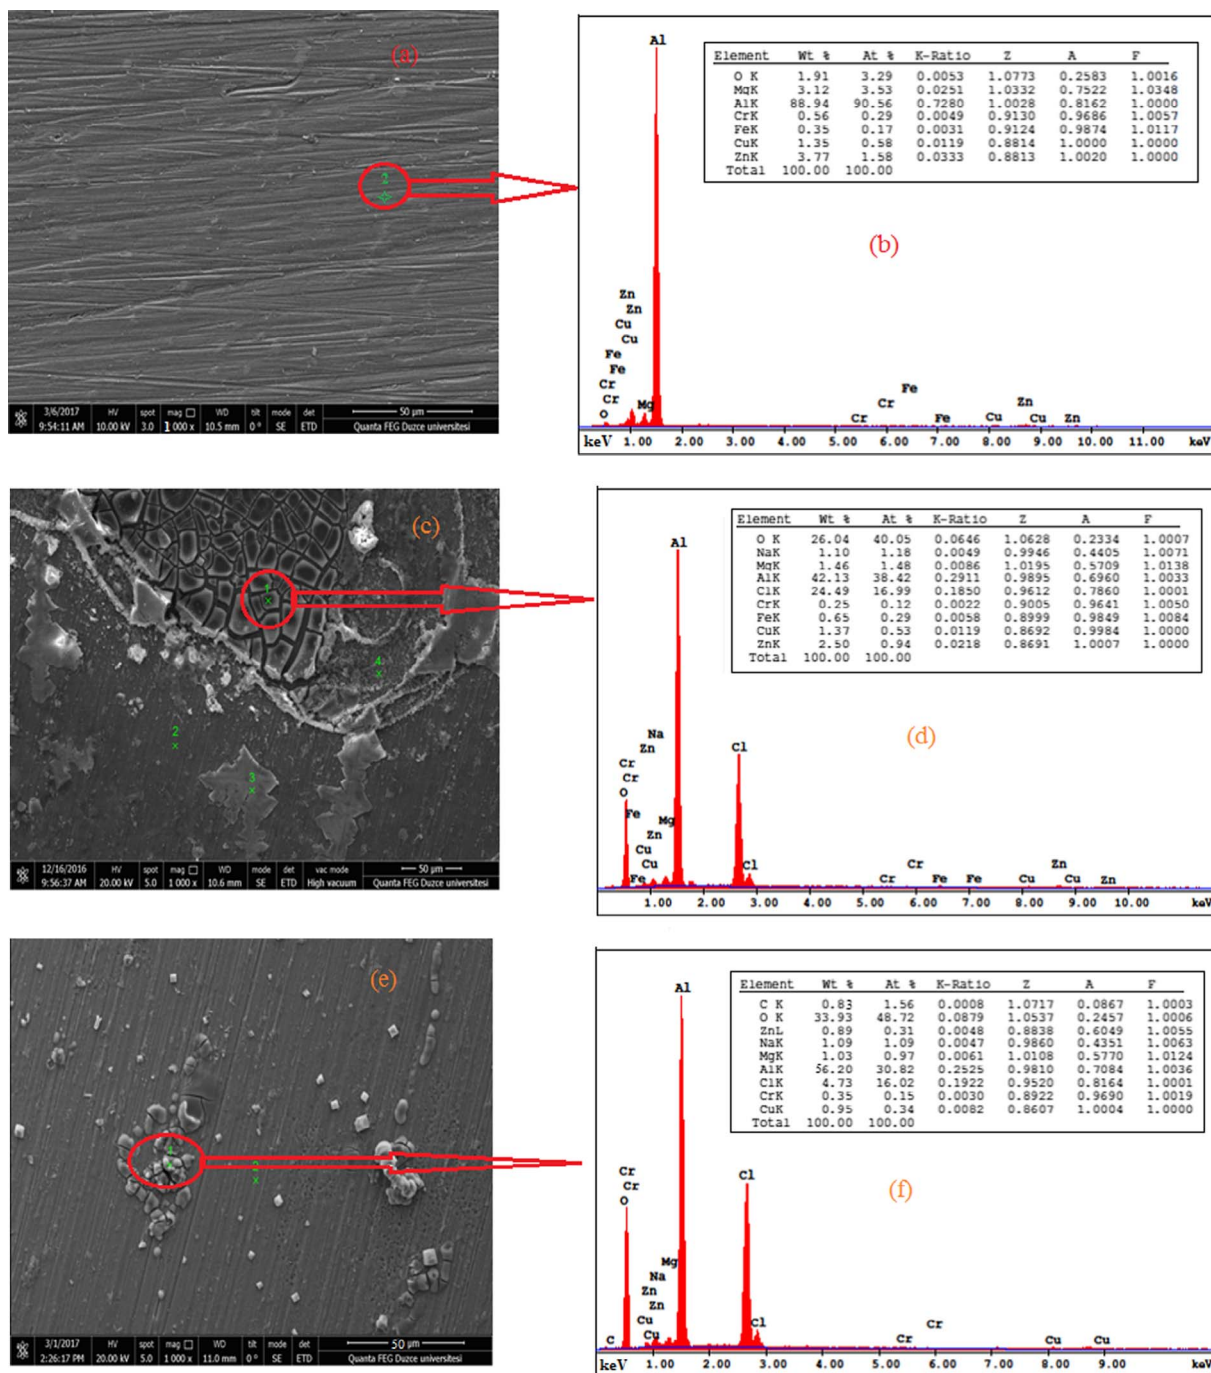 (a)
2
3/6/2017 HV spot mag □ WD tilt mode det 50 µm
9:54:11 AM 10.00 kV 3.0 1 000 x 10.5 mm 0 ° SE ETD Quanta FEG Duzce universitesi
Al
Element Wt % At % K-Ratio Z A F
O K 1.91 3.29 0.0053 1.0773 0.2583 1.0016
MgK 3.12 3.53 0.0251 1.0332 0.7522 1.0348
AlK 88.94 90.56 0.7280 1.0028 0.8162 1.0000
CrK 0.56 0.29 0.0049 0.9130 0.9686 1.0057
FeK 0.35 0.17 0.0031 0.9124 0.9874 1.0117
CuK 1.35 0.58 0.0119 0.8814 1.0000 1.0000
ZnK 3.77 1.58 0.0333 0.8813 1.0020 1.0000
Total 100.00 100.00
(b)
Zn
Zn
Cu
Cu
Fe
Fe
Cr
Cr
O Mg
Fe
Cr Zn
Cr Fe Cu Cu Zn
keV 1.00 2.00 3.00 4.00 5.00 6.00 7.00 8.00 9.00 10.00 11.00 keV
(c)
1
4
2
3
12/16/2016 HV spot mag □ WD mode det vac mode 50 µm
9:56:37 AM 20.00 kV 5.0 1 000 x 10.6 mm SE ETD High vacuum Quanta FEG Duzce universitesi
Al
Element Wt % At % K-Ratio Z A F
O K 26.04 40.05 0.0646 1.0628 0.2334 1.0007
NaK 1.10 1.18 0.0049 0.9946 0.4405 1.0071
MgK 1.46 1.48 0.0086 1.0195 0.5709 1.0138
AlK 42.13 38.42 0.2911 0.9895 0.6960 1.0033
ClK 24.49 16.99 0.1850 0.9612 0.7860 1.0001
CrK 0.25 0.12 0.0022 0.9005 0.9641 1.0050
FeK 0.65 0.29 0.0058 0.8999 0.9849 1.0084
CuK 1.37 0.53 0.0119 0.8692 0.9984 1.0000
ZnK 2.50 0.94 0.0218 0.8691 1.0007 1.0000
Total 100.00 100.00
(d)
Na
Zn
Cl
Cr
Cr
O
Fe Mg
Zn
Cu
Cu
Cl Cr Zn
Fe Cr Fe Fe Cu Cu Zn
1.00 2.00 3.00 4.00 5.00 6.00 7.00 8.00 9.00 10.00 keV
(e)
2
3/1/2017 HV spot mag □ WD tilt mode det 50 µm
2:26:17 PM 20.00 kV 5.0 1 000 x 11.0 mm 0 ° SE ETD Quanta FEG Duzce universitesi
Al
Element Wt % At % K-Ratio Z A F
C K 0.83 1.56 0.0008 1.0717 0.0867 1.0003
O K 33.93 48.72 0.0879 1.0537 0.2457 1.0006
ZnL 0.89 0.31 0.0048 0.8838 0.6049 1.0055
NaK 1.09 1.09 0.0047 0.9860 0.4351 1.0063
MgK 1.03 0.97 0.0061 1.0108 0.5770 1.0124
AlK 56.20 30.82 0.2525 0.9810 0.7084 1.0036
ClK 4.73 16.02 0.1922 0.9520 0.8164 1.0001
CrK 0.35 0.15 0.0030 0.8922 0.9690 1.0019
CuK 0.95 0.34 0.0082 0.8607 1.0004 1.0000
Total 100.00 100.00
(f)
Cr
Cr
O
Cl
Mg
Na
Zn
Zn
Cu
Cu
C
Cl Cr
Cr Cu Cu
keV 1.00 2.00 3.00 4.00 5.00 6.00 7.00 8.00 9.00 keV